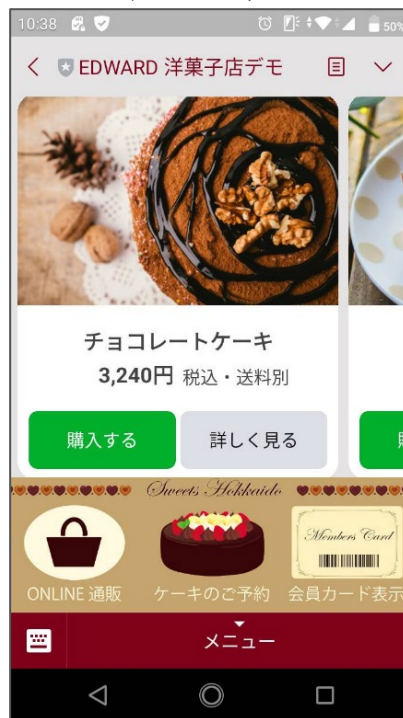 10:38
50%
EDWARD 洋菓子店デモ
チョコレートケーキ
3,240円 税込・送料別
購入する
詳しく見る
Sweets Hokkaido
Members Card
ONLINE 通販
ケーキのご予約
会員カード表示
メニュー